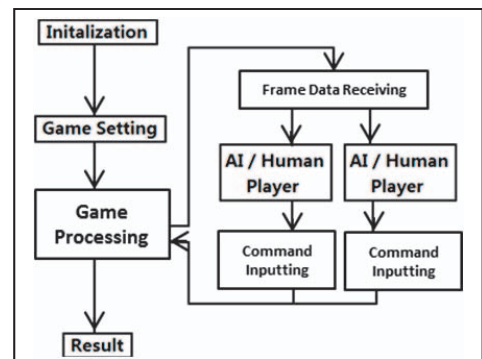 Initalization
Game Setting
Game
Processing
Result
Frame Data Receiving
AI / Human
Player
AI / Human
Player
Command
Inputting
Command
Inputting